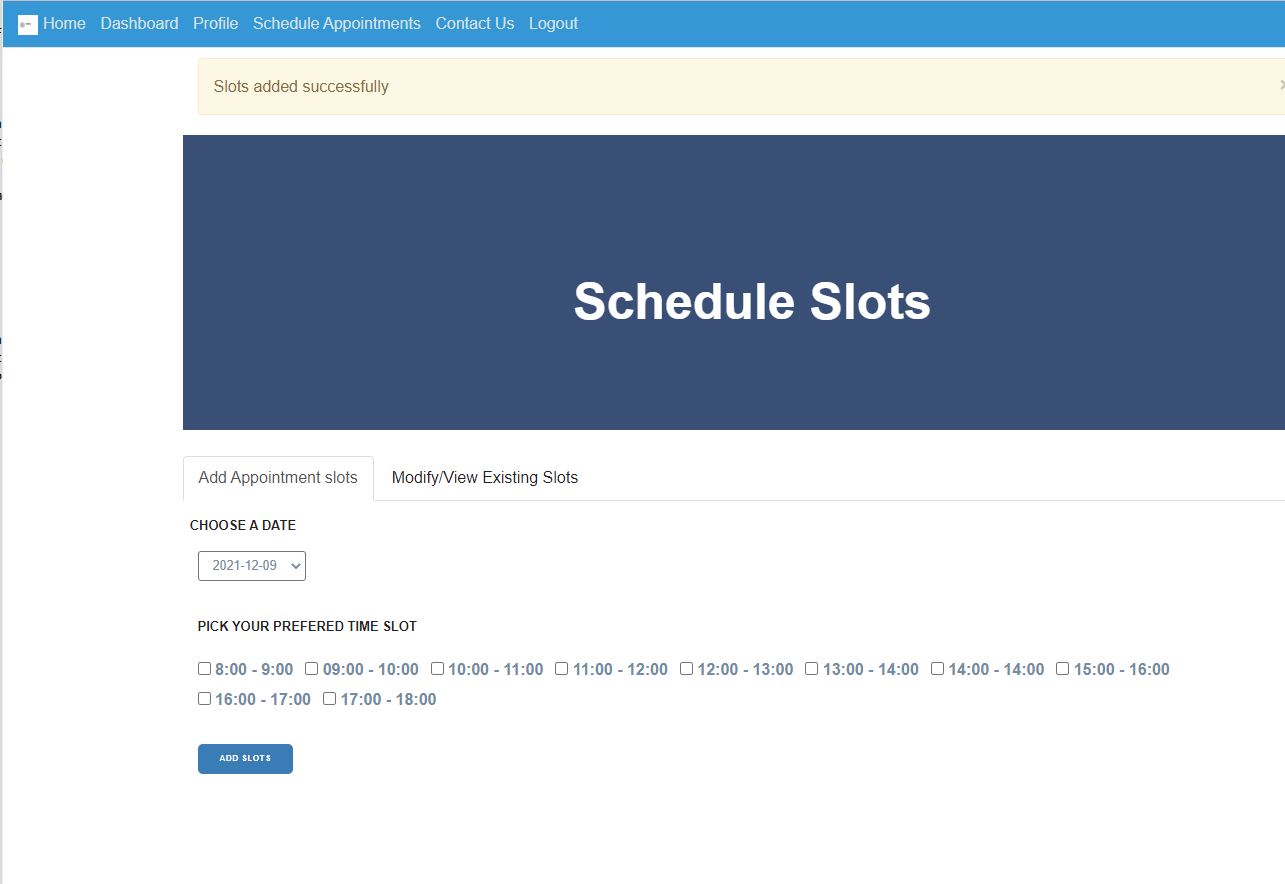 Home Dashboard Profile Schedule Appointments Contact Us Logout
Slots added successfully
Schedule Slots
Add Appointment slots Modify/View Existing Slots
CHOOSE A DATE
2021-12-09
PICK YOUR PREFERED TIME SLOT
8:00 - 9:00 09:00 - 10:00 10:00 - 11:00 11:00 - 12:00 12:00 - 13:00 13:00 - 14:00 14:00 - 14:00 15:00 - 16:00
16:00 - 17:00 17:00 - 18:00
ADD SLOTS